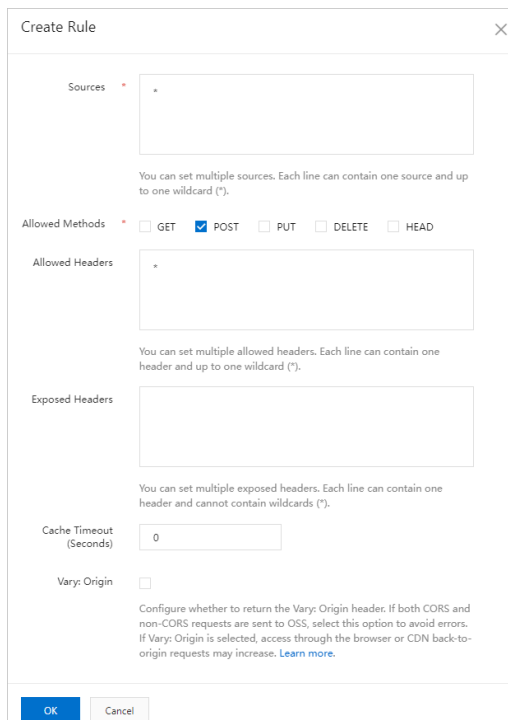 Create Rule
Sources *
*
You can set multiple sources. Each line can contain one source and up
to one wildcard (*).
Allowed Methods * GET POST PUT DELETE HEAD
Allowed Headers
*
You can set multiple allowed headers. Each line can contain one
header and up to one wildcard (*).
Exposed Headers
You can set multiple exposed headers. Each line can contain one
header and cannot contain wildcards (*).
Cache Timeout
(Seconds)
0
Vary: Origin
Configure whether to return the Vary: Origin header. If both CORS and
non-CORS requests are sent to OSS, select this option to avoid errors.
If Vary: Origin is selected, access through the browser or CDN back-to-
origin requests may increase. Learn more.
OK Cancel